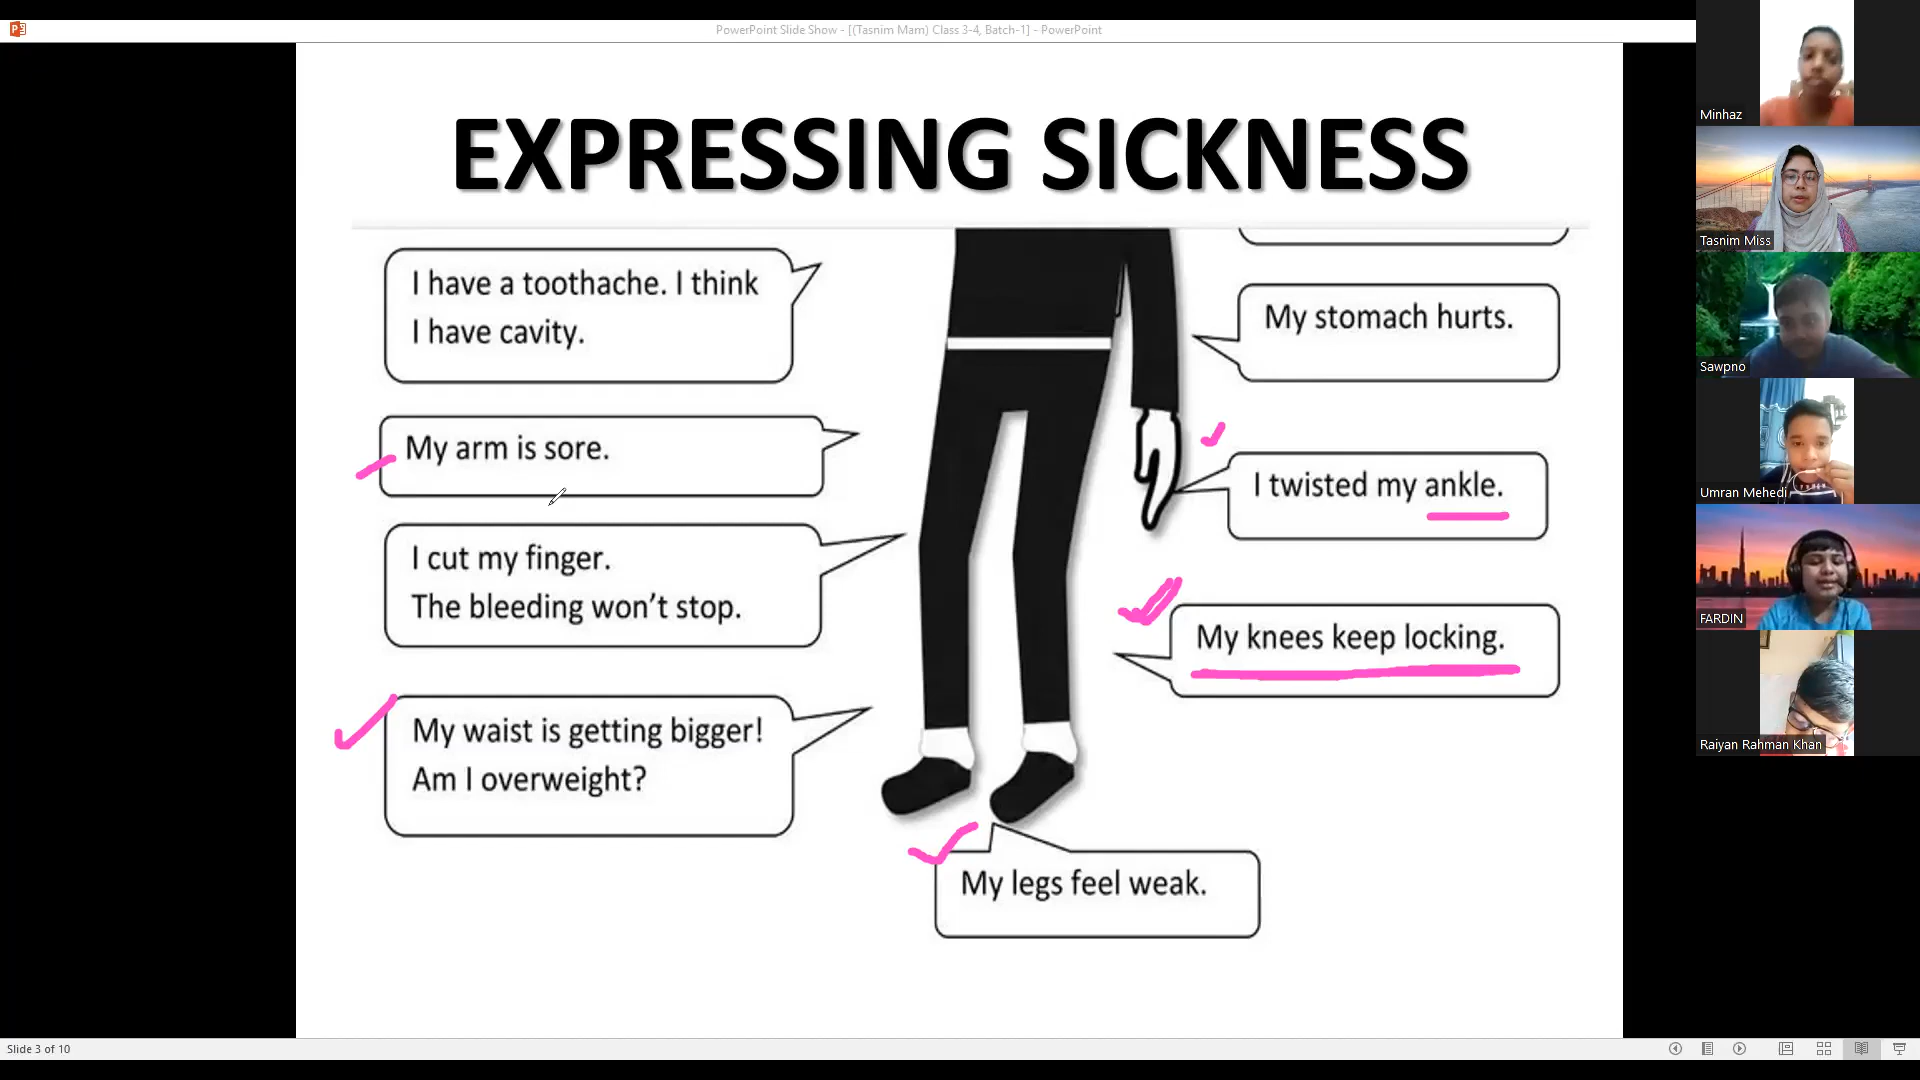 PowerPoint Slide Show - [(Tasnim Mam) Class 3-4, Batch-1] - PowerPoint
EXPRESSING SICKNESS
I have a toothache. I think
I have cavity.
My arm is sore.
I cut my finger.
The bleeding won't stop.
My waist is getting bigger!
Am I overweight?
My stomach hurts.
I twisted my ankle.
My knees keep locking.
My legs feel weak.
Minhaz
Tasnim Miss
Sawpno
Umran Mehedi
FARDIN
Raiyan Rahman Khan
Slide 3 of 10